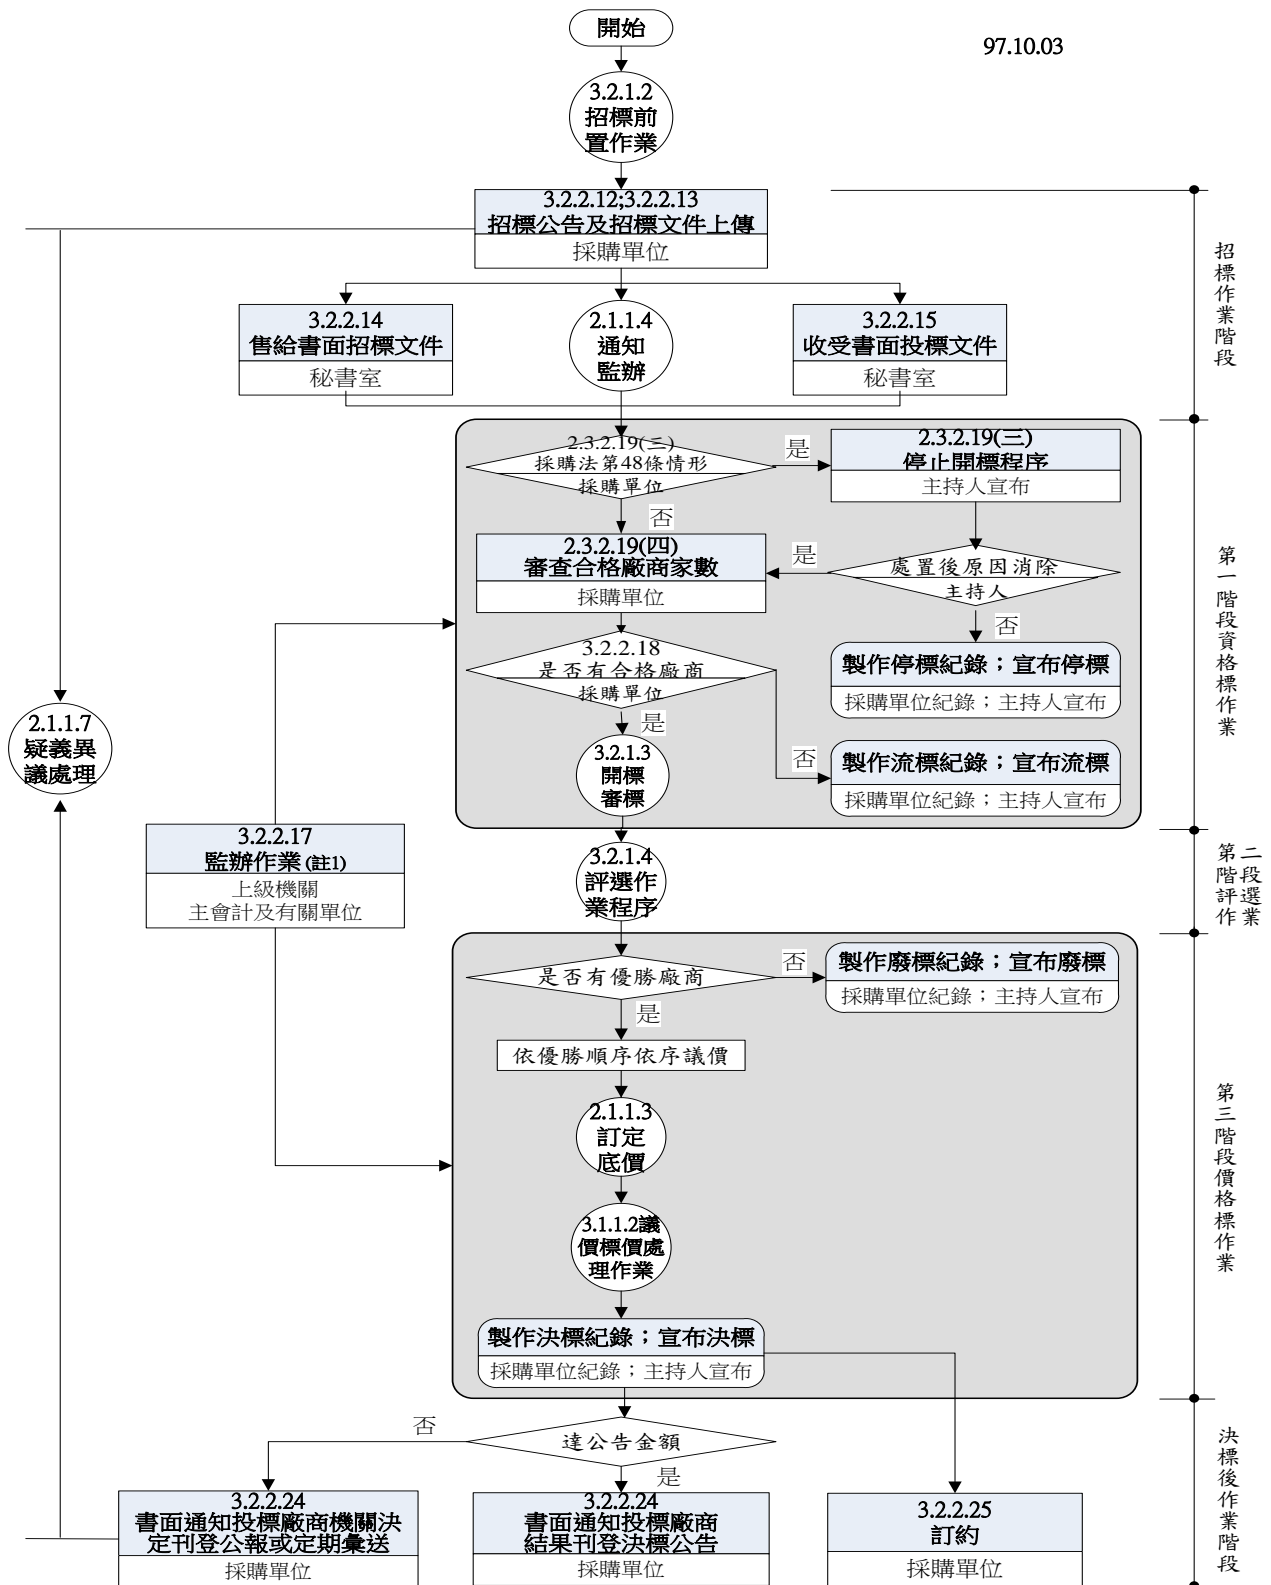 開始
97.10.03
3.2.1.2
招標前
置作業
3.2.2.12;3.2.2.13
招標公告及招標文件上傳
採購單位
招標作業階段
3.2.2.14
售給書面招標文件
秘書室
2.1.1.4
通知
監辦
3.2.2.15
收受書面投標文件
秘書室
2.3.2.19(三)
採購法第48條情形
採購單位
是
2.3.2.19(三)
停止開標程序
主持人宣布
否
2.3.2.19(四)
審查合格廠商家數
採購單位
是
處置後原因消除
主持人
否
第一階段資格標作業
3.2.2.18
是否有合格廠商
採購單位
製作停標紀錄；宣布停標
採購單位紀錄；主持人宣布
是
否
3.2.1.3
開標
審標
製作流標紀錄；宣布流標
採購單位紀錄；主持人宣布
2.1.1.7
疑義異
議處理
3.2.2.17
監辦作業(註1)
上級機關
主會計及有關單位
3.2.1.4
評選作
業程序
第二階段評選作業
是否有優勝廠商
否
製作廢標紀錄；宣布廢標
採購單位紀錄；主持人宣布
是
依優勝順序依序議價
2.1.1.3
訂定
底價
第三階段價格標作業
3.1.1.2議
價標價處
理作業
製作決標紀錄；宣布決標
採購單位紀錄；主持人宣布
否
達公告金額
是
決標後作業階段
3.2.2.24
書面通知投標廠商機關決
定刊登公報或定期彙送
採購單位
3.2.2.24
書面通知投標廠商
結果刊登決標公告
採購單位
3.2.2.25
訂約
採購單位